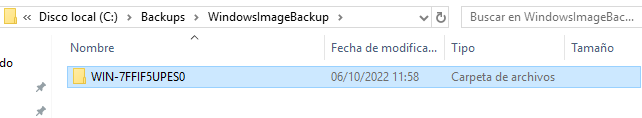 « Disco local (C:) > Backups > WindowsImageBackup >
Buscar en WindowsImageBac...
Nombre Fecha de modifica... Tipo Tamaño
do
WIN-7FFIF5UPES0 06/10/2022 11:58 Carpeta de archivos